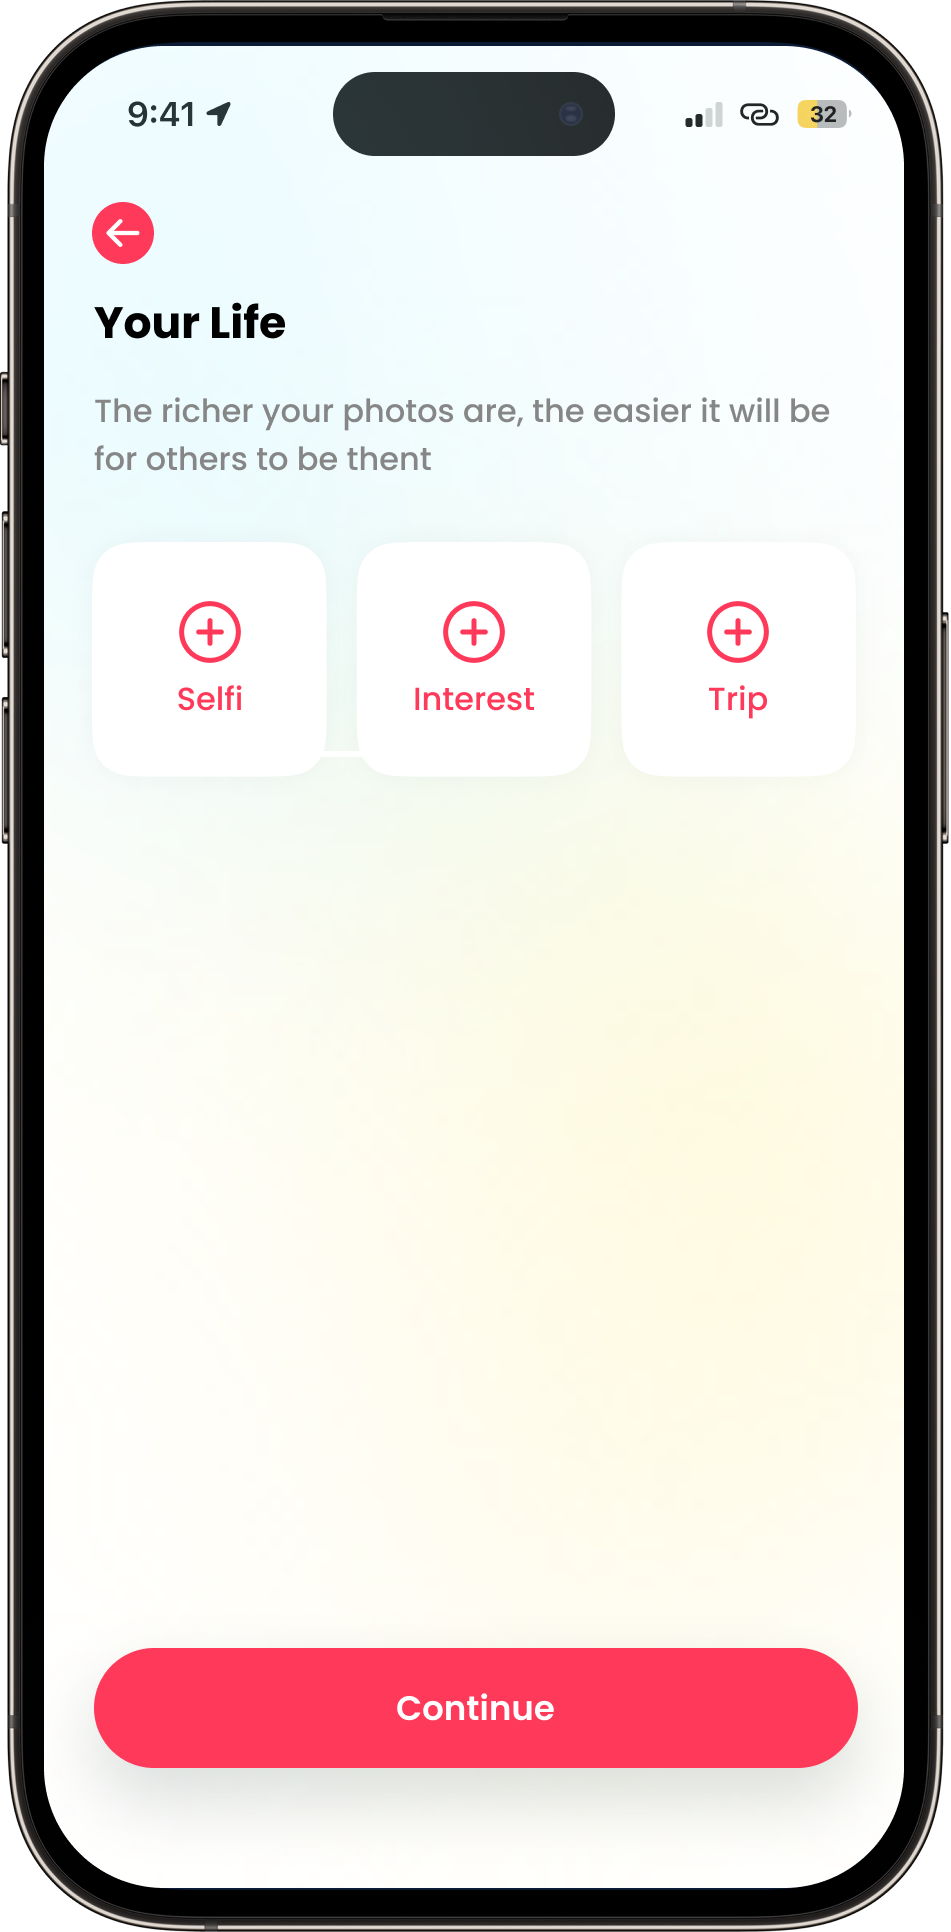 9:41
32
Your Life
The richer your photos are, the easier it will be
for others to be thent
Selfi
Interest
Trip
Continue